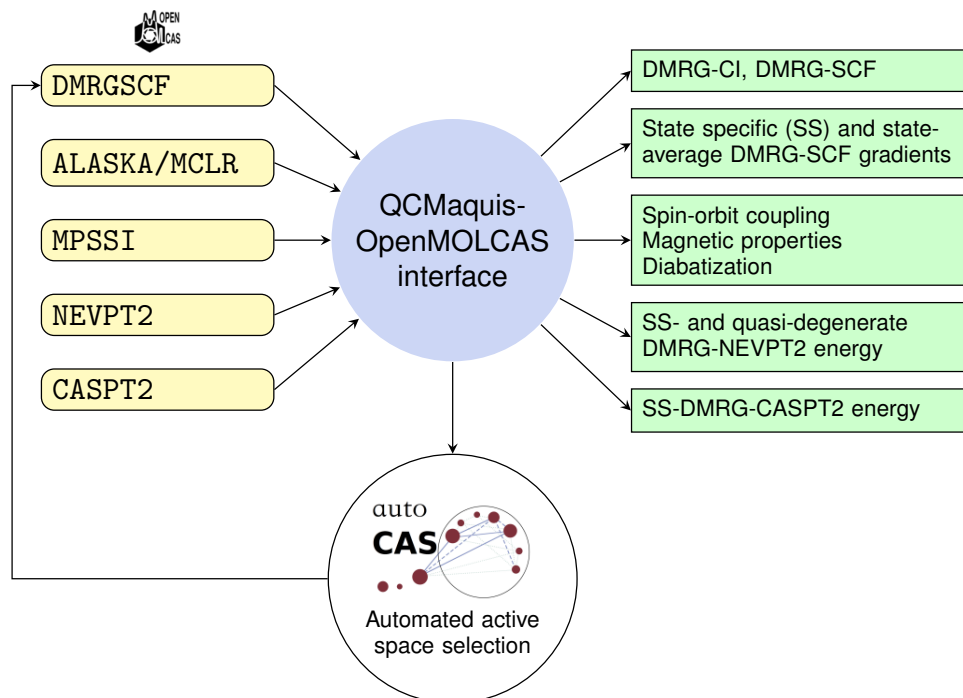 OPEN
MOLCAS
DMRGSCF
ALASKA/MCLR
MPSSI
NEVPT2
CASPT2
QCMaquis-
OpenMOLCAS
interface
DMRG-CI, DMRG-SCF
State specific (SS) and state-
average DMRG-SCF gradients
Spin-orbit coupling
Magnetic properties
Diabatization
SS- and quasi-degenerate
DMRG-NEVPT2 energy
SS-DMRG-CASPT2 energy
auto
CAS
Automated active
space selection